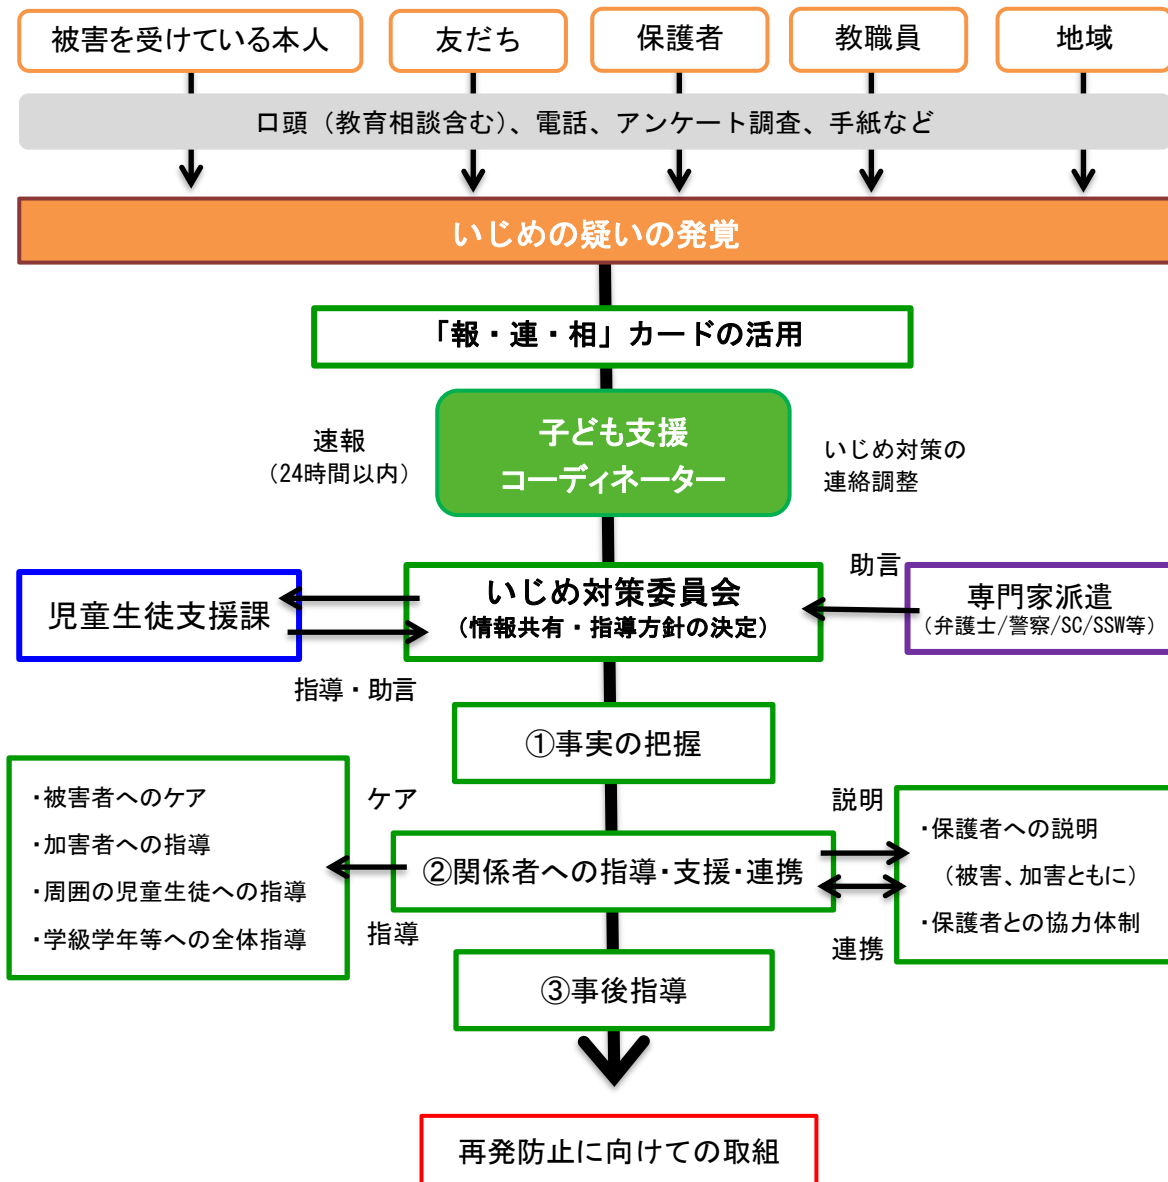 被害を受けている本人
友だち
保護者
教職員
地域
口頭（教育相談含む）、電話、アンケート調査、手紙など
いじめの疑いの発覚
「報・連・相」カードの活用
速報
（24時間以内）
子ども支援
コーディネーター
いじめ対策の
連絡調整
児童生徒支援課
いじめ対策委員会
（情報共有・指導方針の決定）
助言
専門家派遣
（弁護士/警察/SC/SSW等）
指導・助言
①事実の把握
・被害者へのケア
・加害者への指導
・周囲の児童生徒への指導
・学級学年等への全体指導
ケア
指導
②関係者への指導・支援・連携
説明
連携
・保護者への説明
（被害、加害ともに）
・保護者との協力体制
③事後指導
再発防止に向けての取組